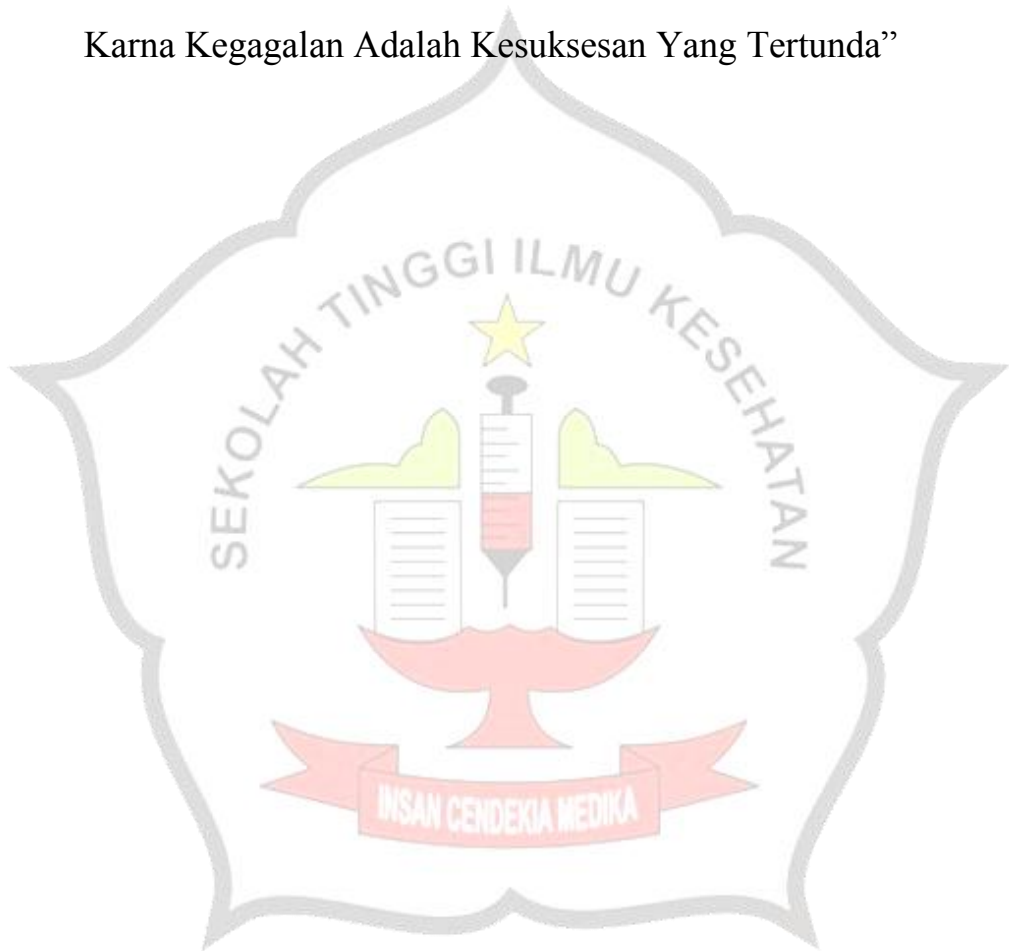 Karna Kegagalan Adalah Kesuksesan Yang Tertunda”
SEKOLAH TINGGI ILMU KESEHATAN
INSAN CENDEKIA MEDIKA